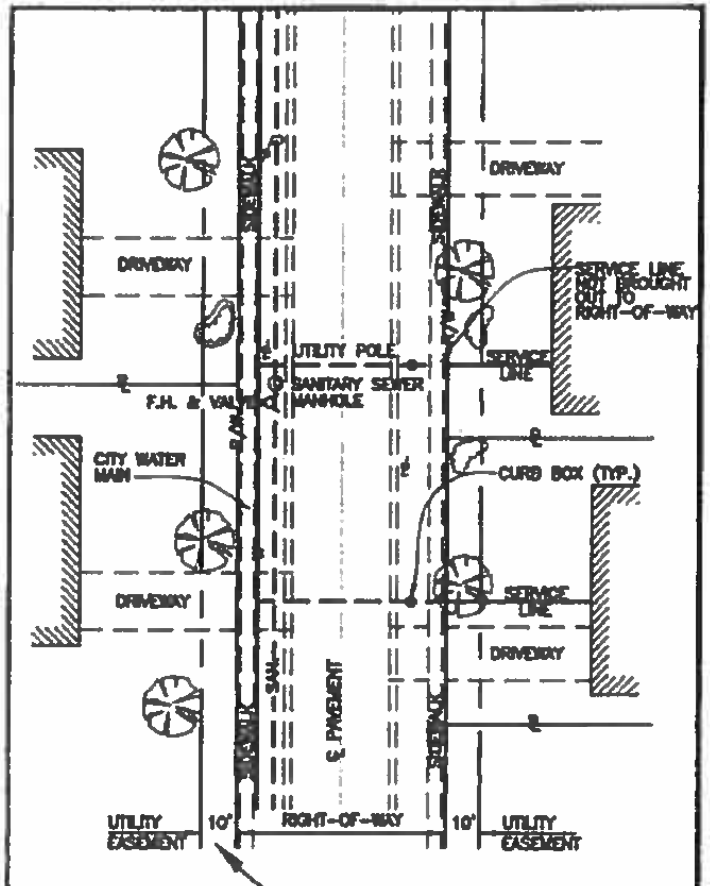 SIDEWALK
SIDEWALK
DRIVEWAY
DRIVEWAY
SERVICE LINE
NOT BROUGHT
OUT TO
RIGHT-OF-WAY
UTILITY POLE
SERVICE
LINE
SANITARY SEWER
MANHOLE
F.H. & VALVE
R/W
CITY WATER
MAIN
CURB BOX (TYP.)
W
DRIVEWAY
SERVICE
LINE
DRIVEWAY
SAN.
℄ PAVEMENT
SIDEWALK
SIDEWALK
UTILITY
EASEMENT
10'
RIGHT-OF-WAY
10'
UTILITY
EASEMENT